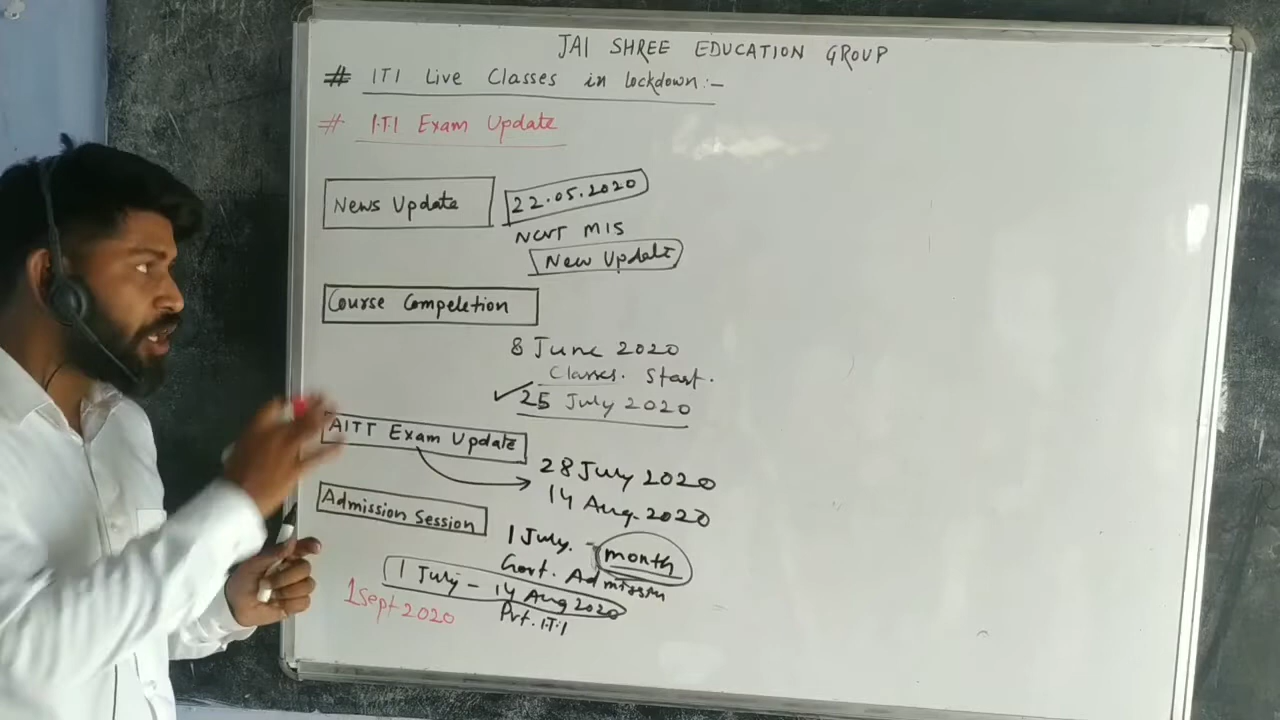 JAI SHREE EDUCATION GROUP
# ITI Live Classes in lockdown:-
# I.T.I Exam Update
News Update
22.05.2020
NCVT MIS
New Update
Course Compeletion
8 June 2020
Classes. Start.
✓25 July 2020
AITT Exam Update
28 July 2020
14 Aug. 2020
Admission Session
1 July. - month
Govt. Admission
1 July - 14 Aug 2020
1 Sept 2020
Pvt. I.T.I